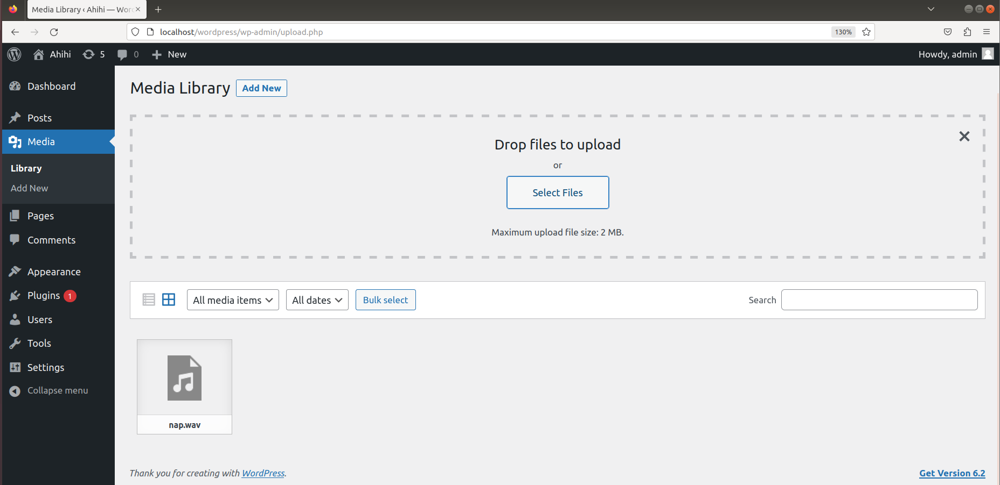 Media Library ‹ Ahihi — Wor
localhost/wordpress/wp-admin/upload.php
130%
Ahihi
5
0
New
Howdy, admin
Dashboard
Posts
Media
Library
Add New
Pages
Comments
Appearance
Plugins 1
Users
Tools
Settings
Collapse menu
Media Library
Add New
Drop files to upload
or
Select Files
Maximum upload file size: 2 MB.
All media items
All dates
Bulk select
Search
nap.wav
Thank you for creating with WordPress.
Get Version 6.2